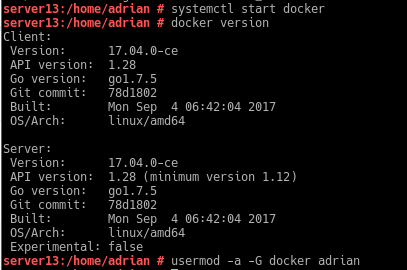 server13:/home/adrian # systemctl start docker
server13:/home/adrian # docker version
Client:
 Version:      17.04.0-ce
 API version:  1.28
 Go version:   go1.7.5
 Git commit:   78d1802
 Built:        Mon Sep  4 06:42:04 2017
 OS/Arch:      linux/amd64

Server:
 Version:      17.04.0-ce
 API version:  1.28 (minimum version 1.12)
 Go version:   go1.7.5
 Git commit:   78d1802
 Built:        Mon Sep  4 06:42:04 2017
 OS/Arch:      linux/amd64
 Experimental: false
server13:/home/adrian # usermod -a -G docker adrian